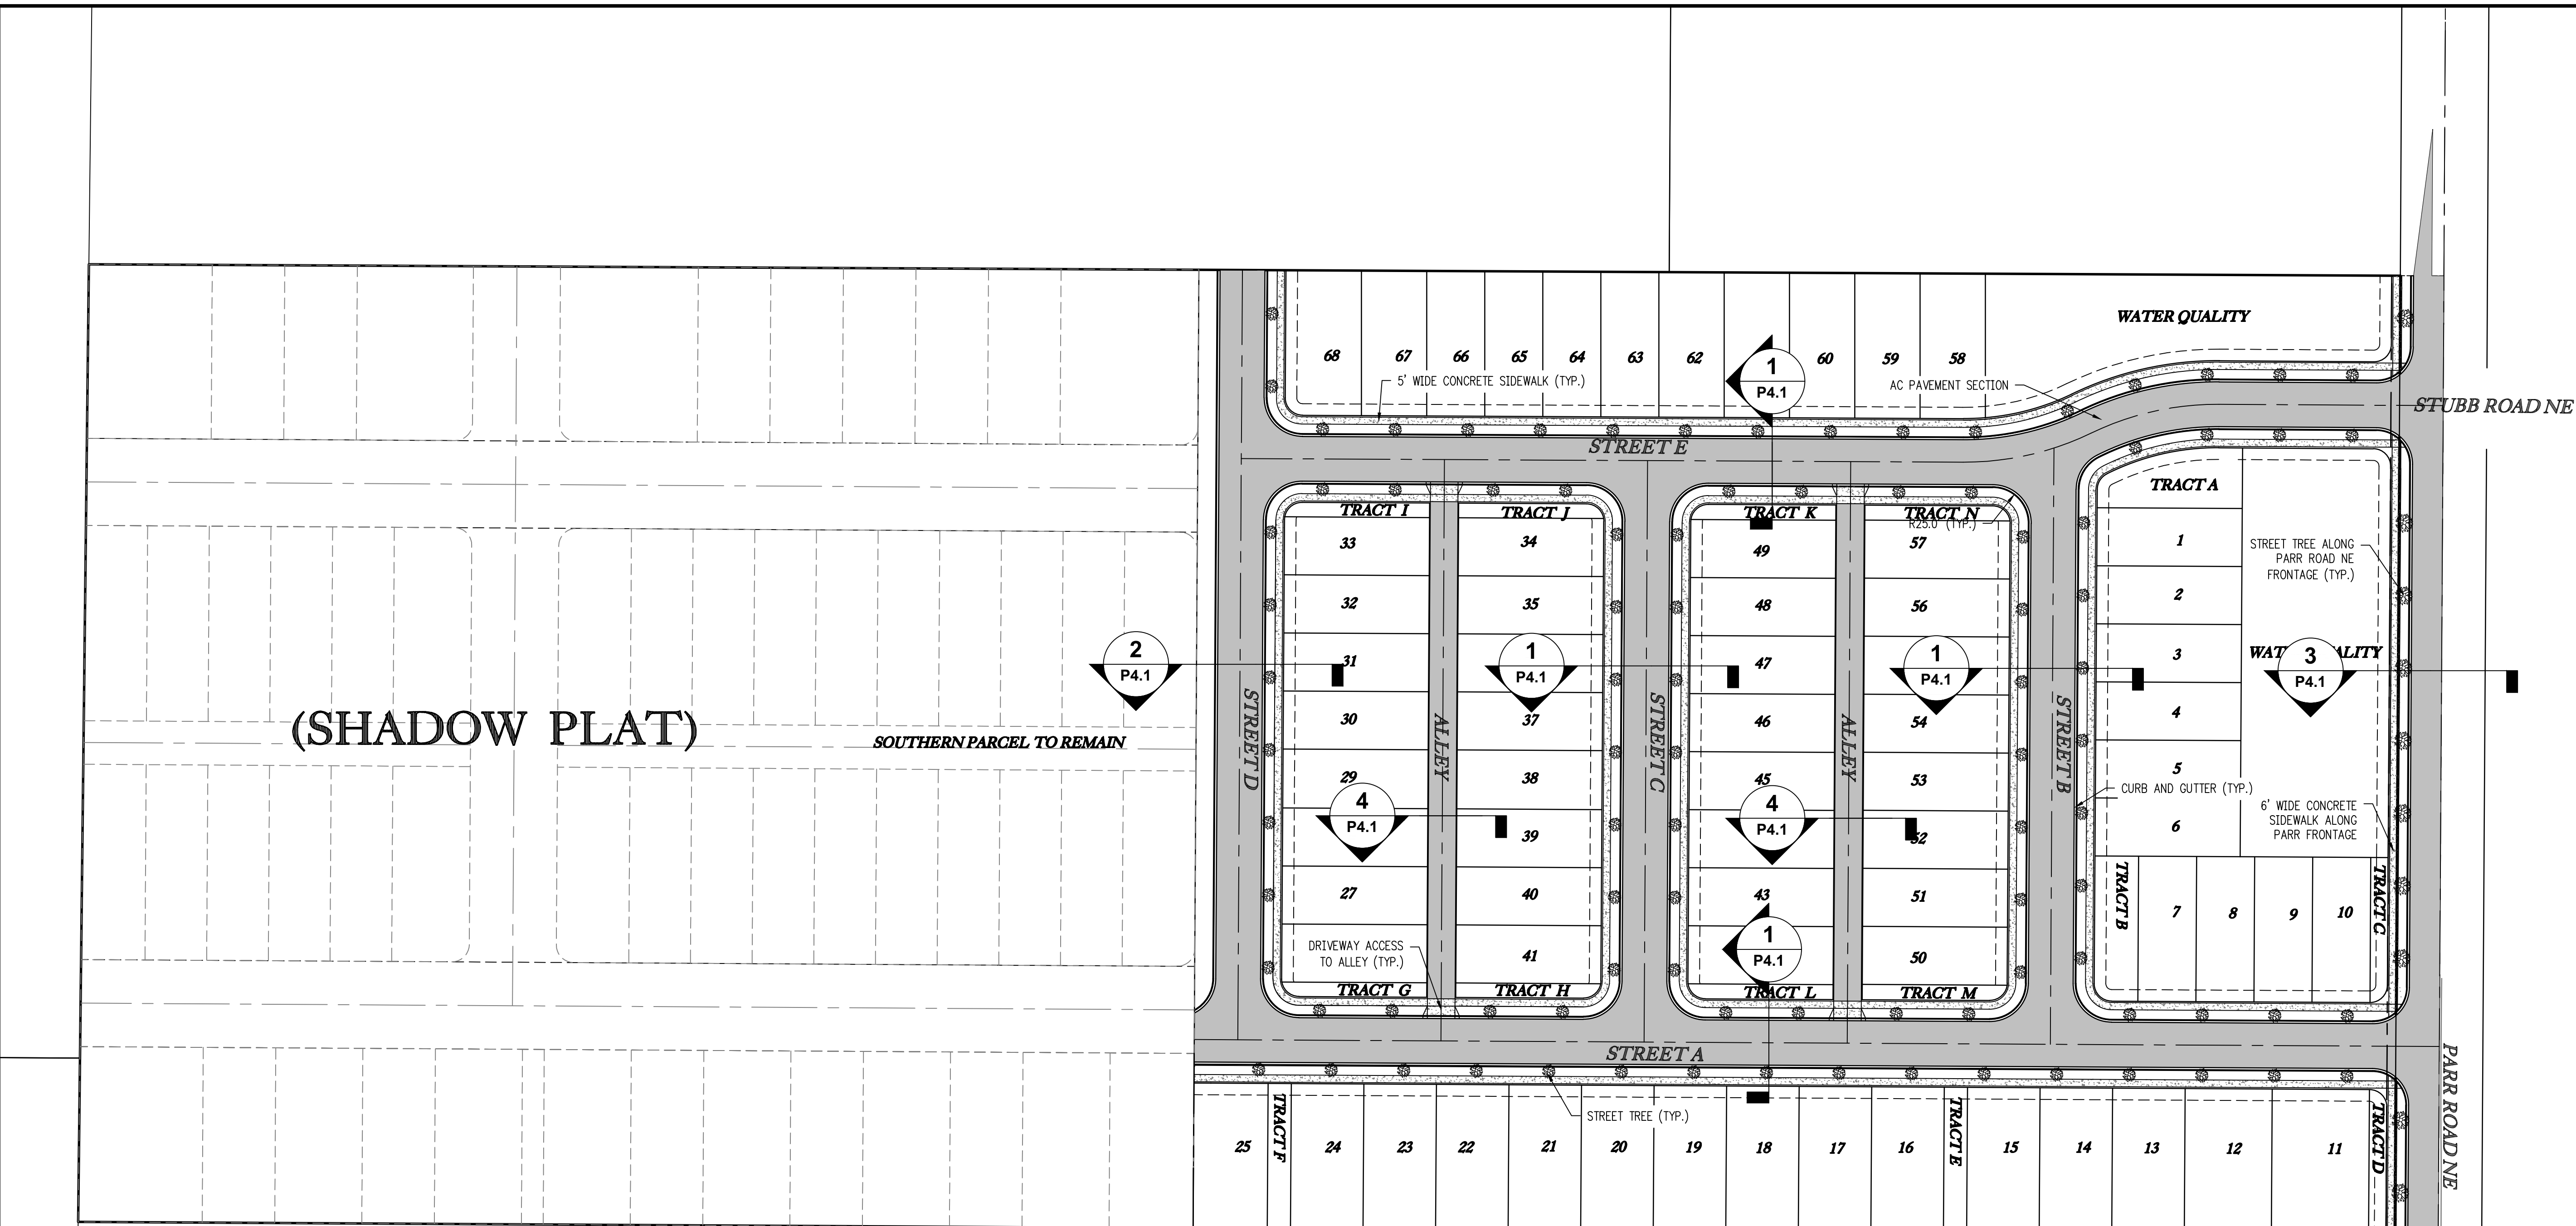 WATER QUALITY
68
67
66
65
64
63
62
60
59
58
1
P4.1
5' WIDE CONCRETE SIDEWALK (TYP.)
AC PAVEMENT SECTION
STUBB ROAD NE
STREET E
TRACT I
TRACT J
TRACT K
TRACT N
R25.0' (TYP.)
TRACT A
33
34
49
57
1
STREET TREE ALONG
PARR ROAD NE
FRONTAGE (TYP.)
32
35
48
56
2
2
P4.1
31
1
P4.1
47
1
P4.1
3
3
P4.1
(SHADOW PLAT)
SOUTHERN PARCEL TO REMAIN
STREET D
30
ALLEY
37
STREET C
46
ALLEY
54
STREET B
4
29
38
45
53
5
CURB AND GUTTER (TYP.)
6' WIDE CONCRETE
SIDEWALK ALONG
PARR FRONTAGE
4
P4.1
39
4
P4.1
52
6
27
40
43
51
TRACT B
7
8
9
10
TRACT C
DRIVEWAY ACCESS
TO ALLEY (TYP.)
41
1
P4.1
50
TRACT G
TRACT H
TRACT L
TRACT M
STREET A
PARR ROAD NE
STREET TREE (TYP.)
25
TRACT F
24
23
22
21
20
19
18
17
16
TRACT E
15
14
13
12
11
TRACT D